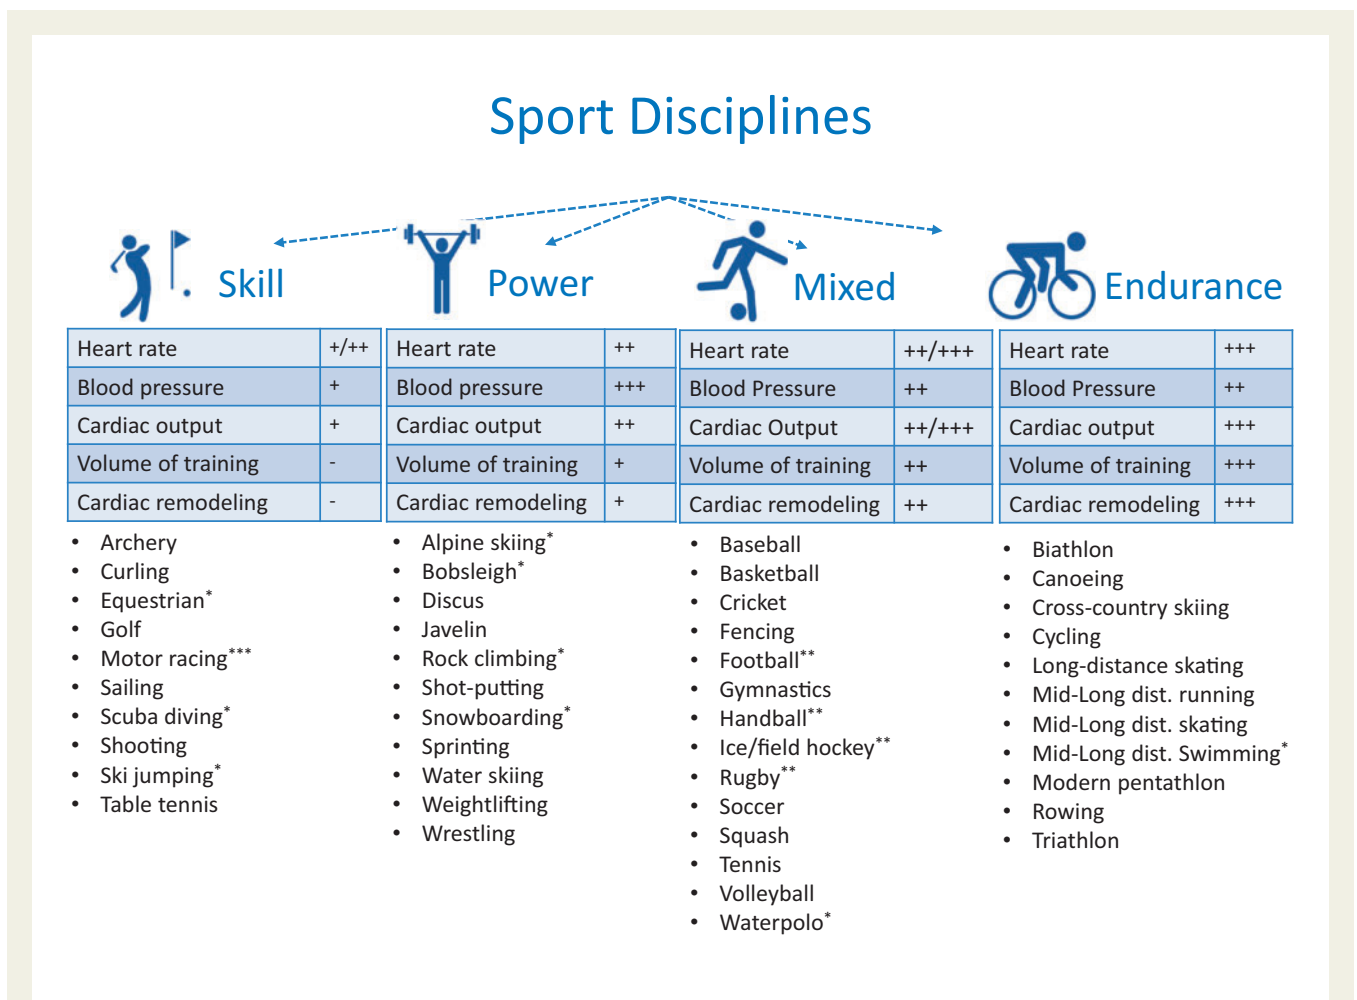 Sport Disciplines
Skill
Heart rate +/++
Blood pressure +
Cardiac output +
Volume of training -
Cardiac remodeling -
• Archery
• Curling
• Equestrian*
• Golf
• Motor racing***
• Sailing
• Scuba diving*
• Shooting
• Ski jumping*
• Table tennis
Power
Heart rate ++
Blood pressure +++
Cardiac output ++
Volume of training +
Cardiac remodeling +
• Alpine skiing*
• Bobsleigh*
• Discus
• Javelin
• Rock climbing*
• Shot-putting
• Snowboarding*
• Sprinting
• Water skiing
• Weightlifting
• Wrestling
Mixed
Heart rate ++/+++
Blood Pressure ++
Cardiac Output ++/+++
Volume of training ++
Cardiac remodeling ++
• Baseball
• Basketball
• Cricket
• Fencing
• Football**
• Gymnastics
• Handball**
• Ice/field hockey**
• Rugby**
• Soccer
• Squash
• Tennis
• Volleyball
• Waterpolo*
Endurance
Heart rate +++
Blood Pressure ++
Cardiac output +++
Volume of training +++
Cardiac remodeling +++
• Biathlon
• Canoeing
• Cross-country skiing
• Cycling
• Long-distance skating
• Mid-Long dist. running
• Mid-Long dist. skating
• Mid-Long dist. Swimming*
• Modern pentathlon
• Rowing
• Triathlon